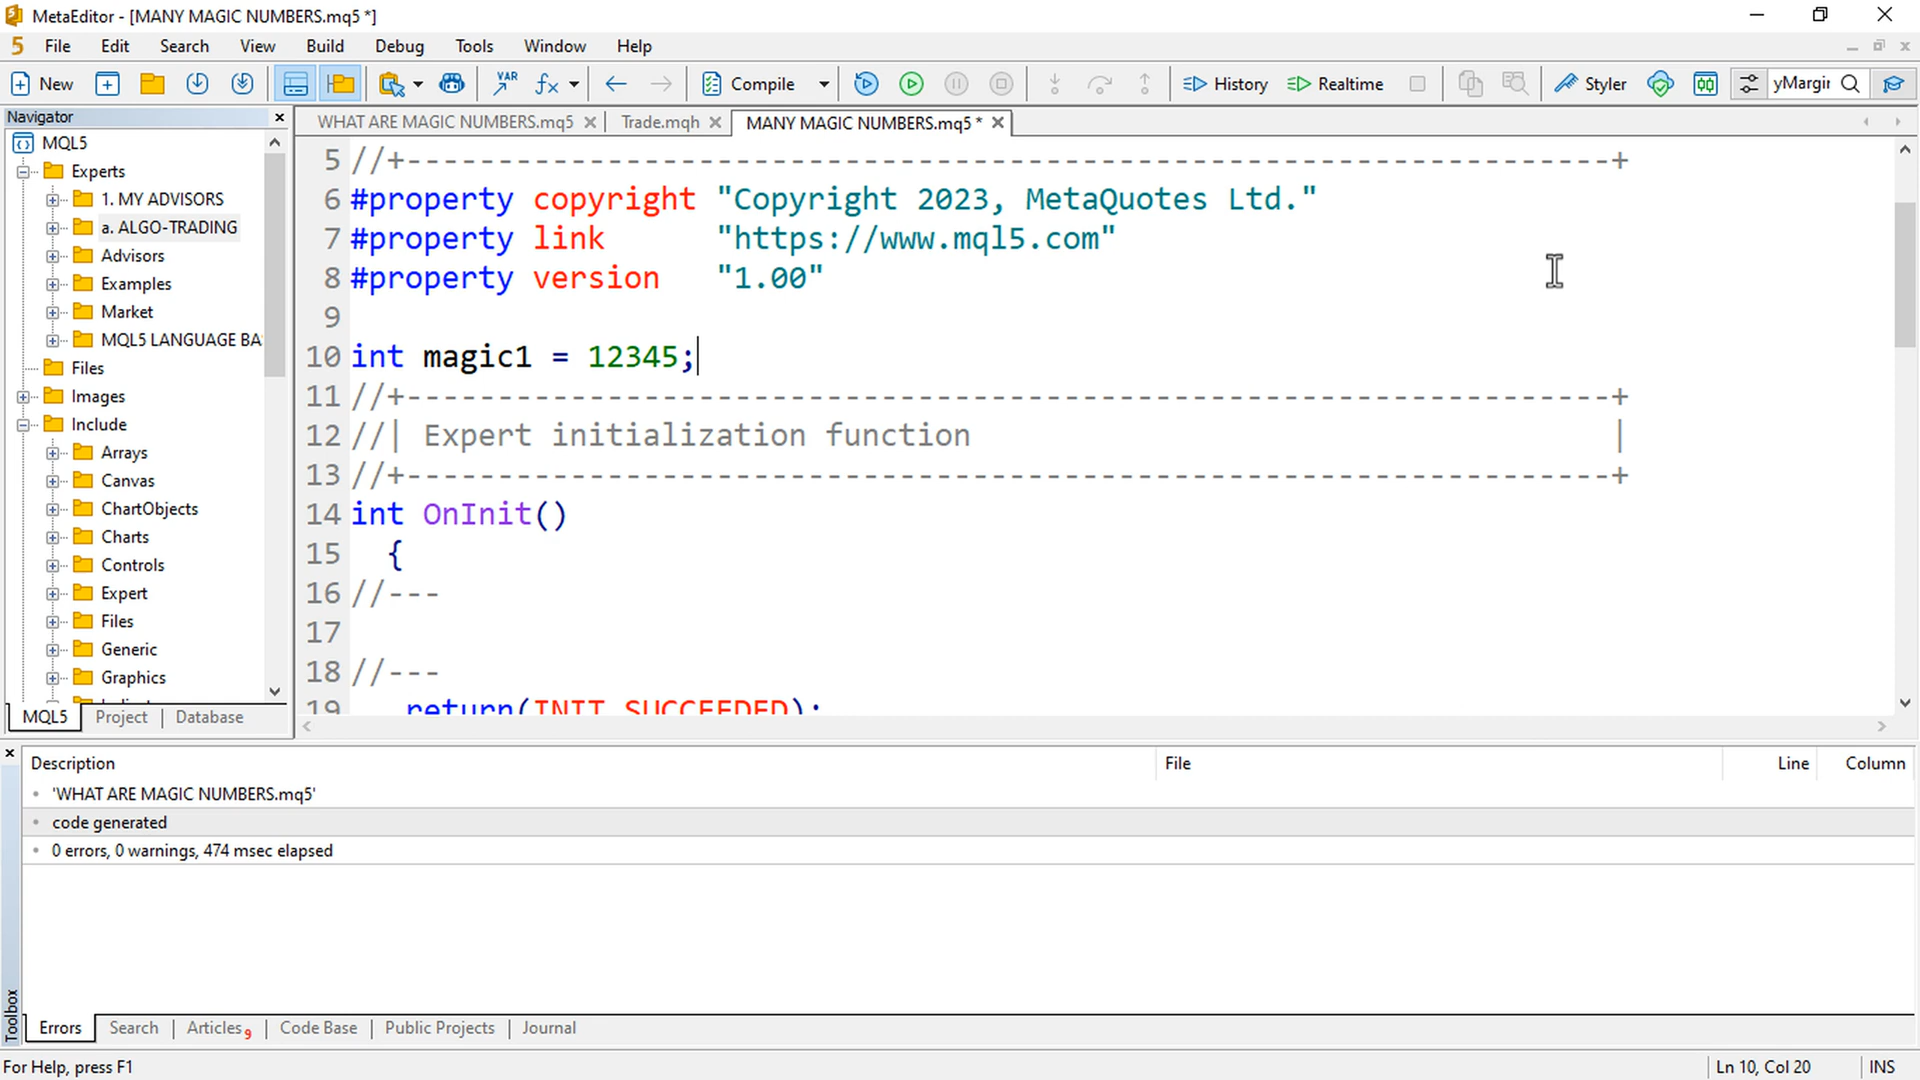 MetaEditor - [MANY MAGIC NUMBERS.mq5 *]
5 File Edit Search View Build Debug Tools Window Help
New VAR Compile History Realtime Styler yMargir
Navigator
MQL5
Experts
1. MY ADVISORS
a. ALGO-TRADING
Advisors
Examples
Market
MQL5 LANGUAGE BA
Files
Images
Include
Arrays
Canvas
ChartObjects
Charts
Controls
Expert
Files
Generic
Graphics
MQL5 Project Database
WHAT ARE MAGIC NUMBERS.mq5 Trade.mqh MANY MAGIC NUMBERS.mq5 *
5 //+------------------------------------------------------------------+
6 #property copyright "Copyright 2023, MetaQuotes Ltd."
7 #property link      "https://www.mql5.com"
8 #property version   "1.00"
9
10 int magic1 = 12345;
11 //+------------------------------------------------------------------+
12 //| Expert initialization function                                   |
13 //+------------------------------------------------------------------+
14 int OnInit()
15   {
16 //---
17
18 //---
19    return(INIT_SUCCEEDED);
Description File Line Column
'WHAT ARE MAGIC NUMBERS.mq5'
code generated
0 errors, 0 warnings, 474 msec elapsed
Toolbox
Errors Search Articles 9 Code Base Public Projects Journal
For Help, press F1 Ln 10, Col 20 INS